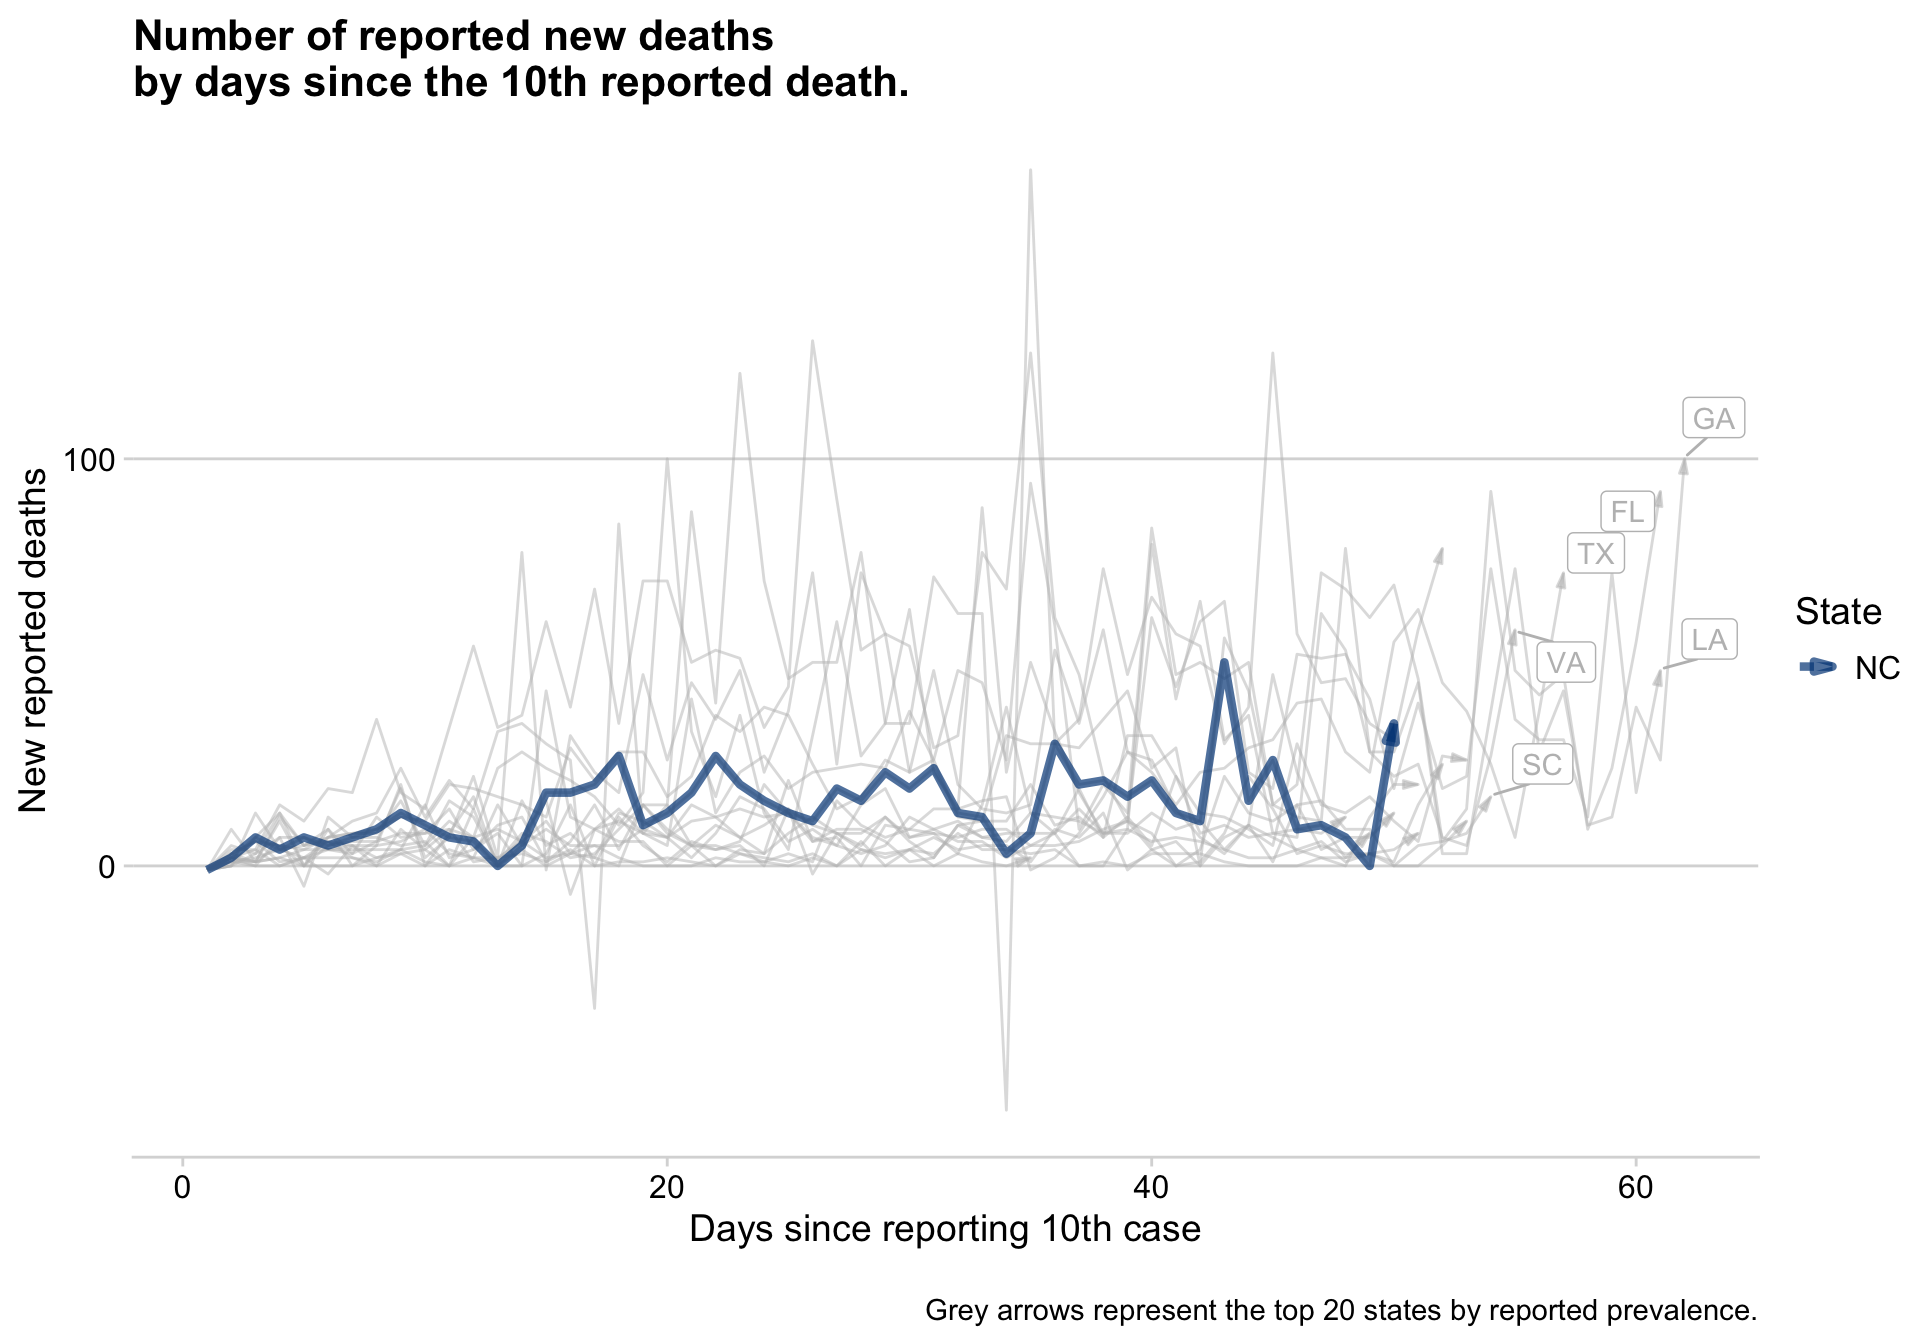 Number of reported new deaths
by days since the 10th reported death.
New reported deaths
100
0
GA
FL
TX
LA
VA
SC
State
NC
0
20
40
60
Days since reporting 10th case
Grey arrows represent the top 20 states by reported prevalence.